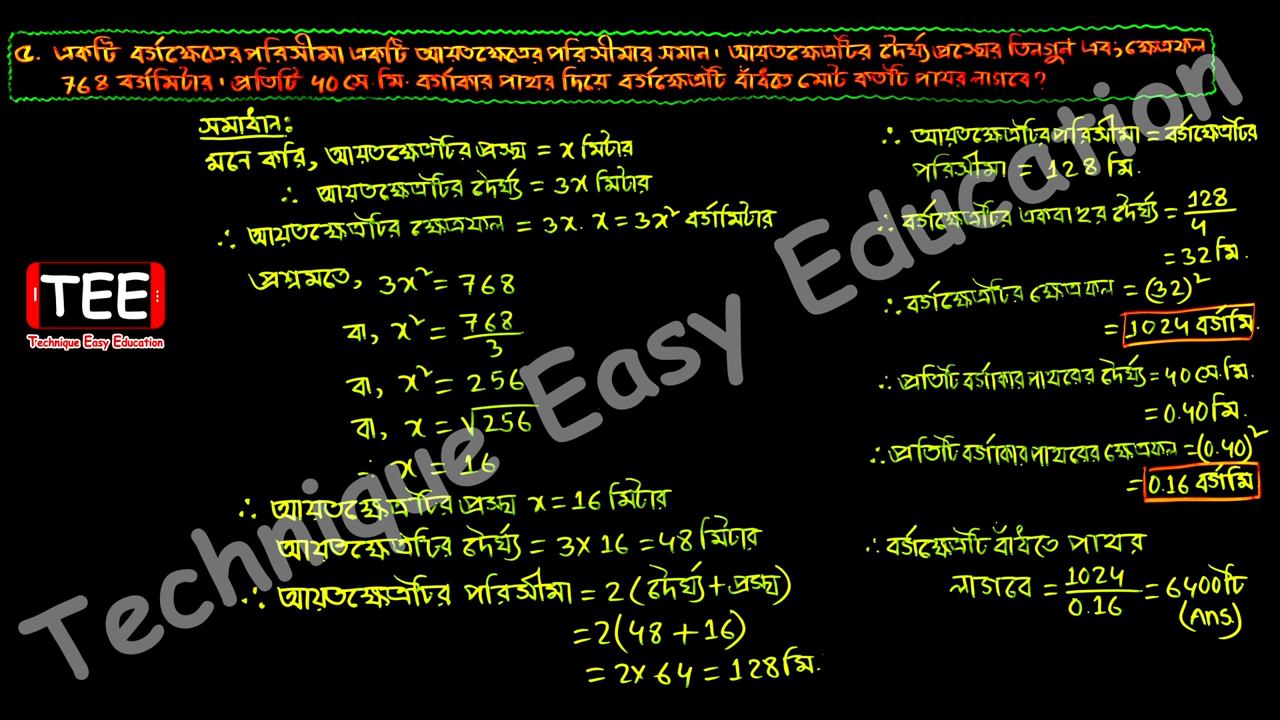 ৫. একটি বর্গক্ষেত্রের পরিসীমা একটি আয়তক্ষেত্রের পরিসীমার সমান। আয়তক্ষেত্রটির দৈর্ঘ্য প্রস্থের তিনগুন এবং ক্ষেত্রফল
768 বর্গমিটার। প্রতিটি 40 সে.মি. বর্গাকার পাথর দিয়ে বর্গক্ষেত্রটি বাঁধতে মোট কতটি পাথর লাগবে?
সমাধান:
মনে করি, আয়তক্ষেত্রটির প্রস্থ = x মিটার
∴ আয়তক্ষেত্রটির দৈর্ঘ্য = 3x মিটার
∴ আয়তক্ষেত্রটির ক্ষেত্রফল = 3x. x = 3x² বর্গমিটার
প্রশ্নমতে, 3x² = 768
বা, x² = 768/3
বা, x² = 256
বা, x = √256
∴ x = 16
∴ আয়তক্ষেত্রটির প্রস্থ x = 16 মিটার
আয়তক্ষেত্রটির দৈর্ঘ্য = 3 × 16 = 48 মিটার
∴ আয়তক্ষেত্রটির পরিসীমা = 2 (দৈর্ঘ্য + প্রস্থ)
= 2(48 + 16)
= 2 × 64 = 128 মি.
∴ আয়তক্ষেত্রটির পরিসীমা = বর্গক্ষেত্রটির
পরিসীমা = 128 মি.
∴ বর্গক্ষেত্রটির একবাহুর দৈর্ঘ্য = 128/4
= 32 মি.
∴ বর্গক্ষেত্রটির ক্ষেত্রফল = (32)²
= 1024 বর্গমি.
∴ প্রতিটি বর্গাকার পাথরের দৈর্ঘ্য = 40 সে.মি.
= 0.40 মি.
∴ প্রতিটি বর্গাকার পাথরের ক্ষেত্রফল = (0.40)²
= 0.16 বর্গমি
∴ বর্গক্ষেত্রটি বাঁধতে পাথর
লাগবে = 1024/0.16 = 6400টি
(Ans.)
TEE
Technique Easy Education
Technique Easy Education